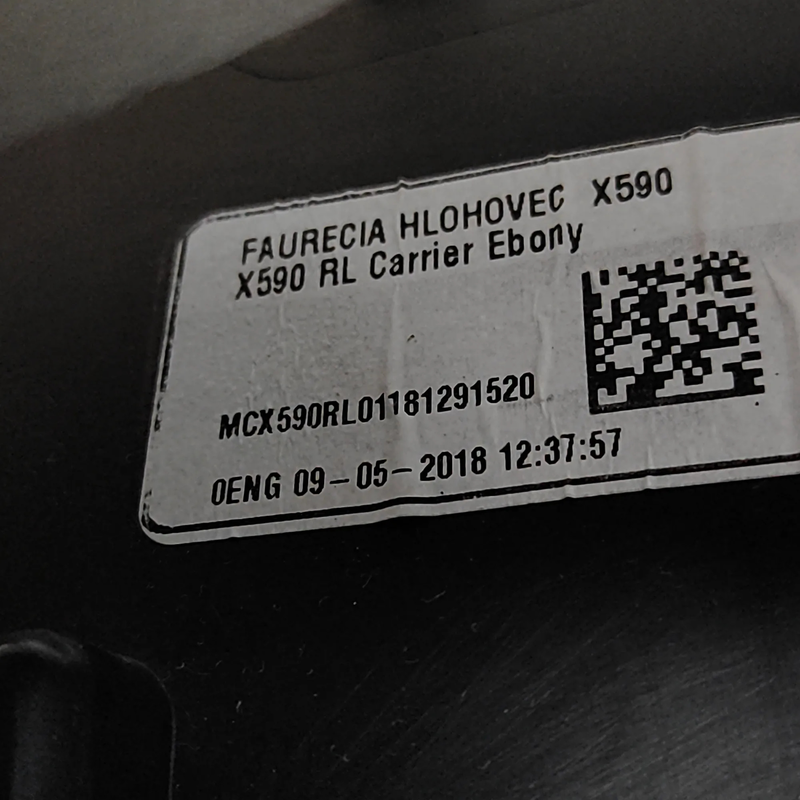 FAURECIA HLOHOVEC X590
X590 RL Carrier Ebony
MCX590RL01181291520
0ENG 09-05-2018 12:37:57